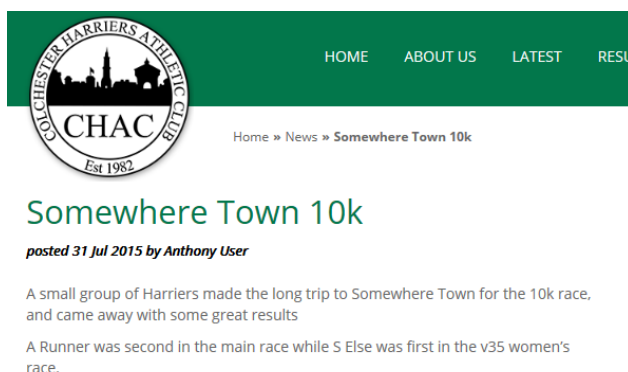 COLCHESTER HARRIERS ATHLETIC CLUB
CHAC
Est 1982
HOME ABOUT US LATEST RESU
Home » News » Somewhere Town 10k
Somewhere Town 10k
posted 31 Jul 2015 by Anthony User
A small group of Harriers made the long trip to Somewhere Town for the 10k race,
and came away with some great results
A Runner was second in the main race while S Else was first in the v35 women’s
race.